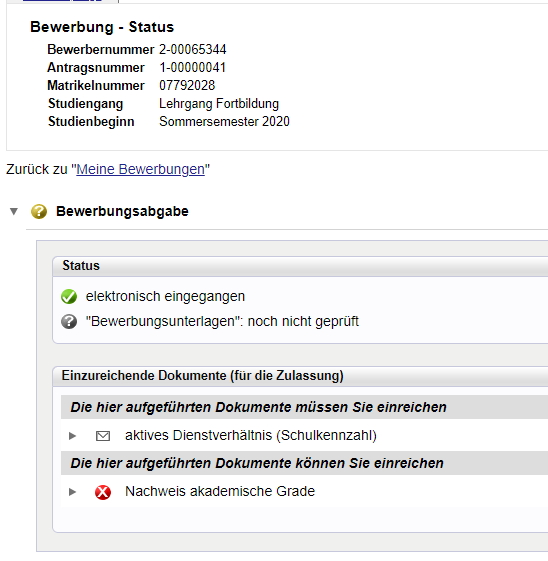 Bewerbung - Status
Bewerbernummer 2-00065344
Antragsnummer 1-00000041
Matrikelnummer 07792028
Studiengang Lehrgang Fortbildung
Studienbeginn Sommersemester 2020
Zurück zu "Meine Bewerbungen"
Bewerbungsabgabe
Status
elektronisch eingegangen
"Bewerbungsunterlagen": noch nicht geprüft
Einzureichende Dokumente (für die Zulassung)
Die hier aufgeführten Dokumente müssen Sie einreichen
aktives Dienstverhältnis (Schulkennzahl)
Die hier aufgeführten Dokumente können Sie einreichen
Nachweis akademische Grade